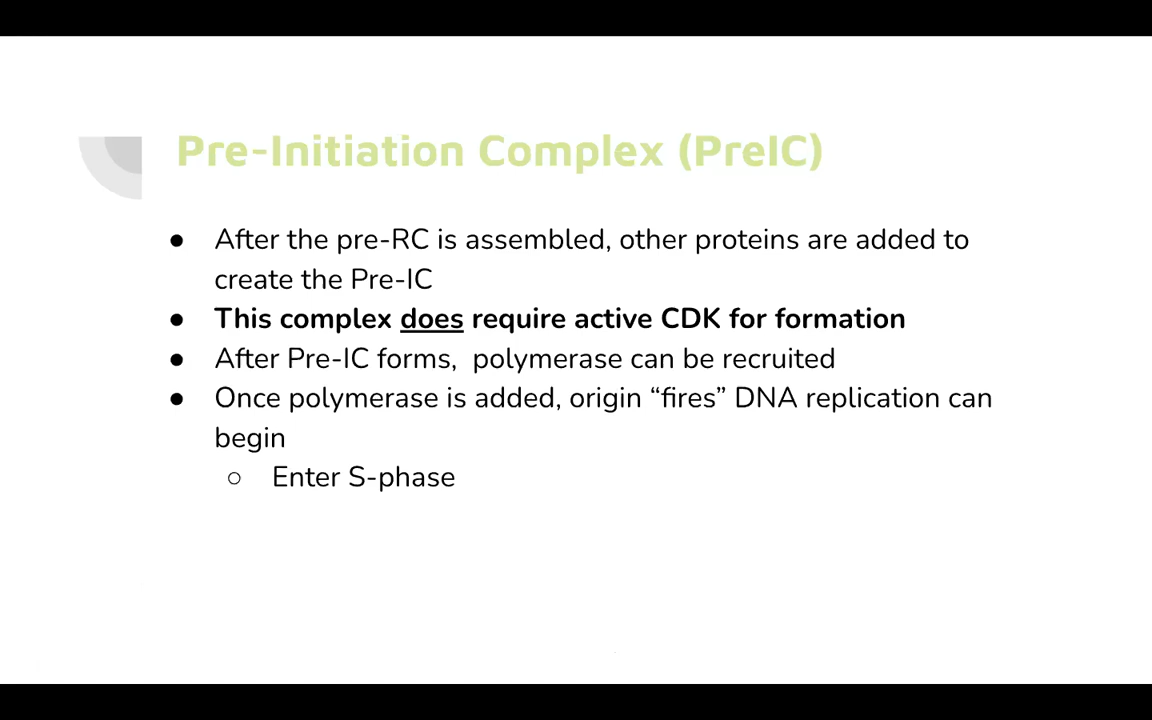 Pre-Initiation Complex (PreIC)
● After the pre-RC is assembled, other proteins are added to
create the Pre-IC
● This complex does require active CDK for formation
● After Pre-IC forms,  polymerase can be recruited
● Once polymerase is added, origin “fires” DNA replication can
begin
○ Enter S-phase